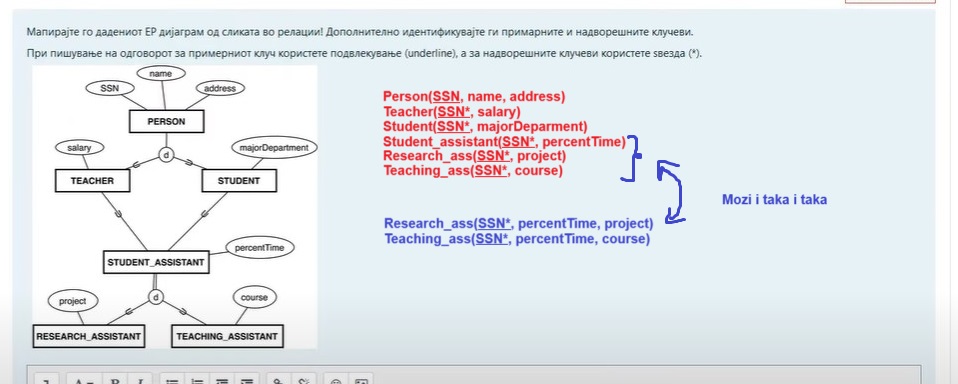 Мапирајте го дадениот ЕР дијаграм од сликата во релации! Дополнително идентификувајте ги примарните и надворешните клучеви.
При пишување на одговорот за примерниот клуч користете подвлекување (underline), а за надворешните клучеви користете ѕвезда (*).
name
SSN
address
PERSON
d
salary
majorDepartment
TEACHER
STUDENT
percentTime
STUDENT_ASSISTANT
d
project
course
RESEARCH_ASSISTANT
TEACHING_ASSISTANT
Person(SSN, name, address)
Teacher(SSN*, salary)
Student(SSN*, majorDeparment)
Student_assistant(SSN*, percentTime)
Research_ass(SSN*, project)
Teaching_ass(SSN*, course)
Research_ass(SSN*, percentTime, project)
Teaching_ass(SSN*, percentTime, course)
Mozi i taka i taka